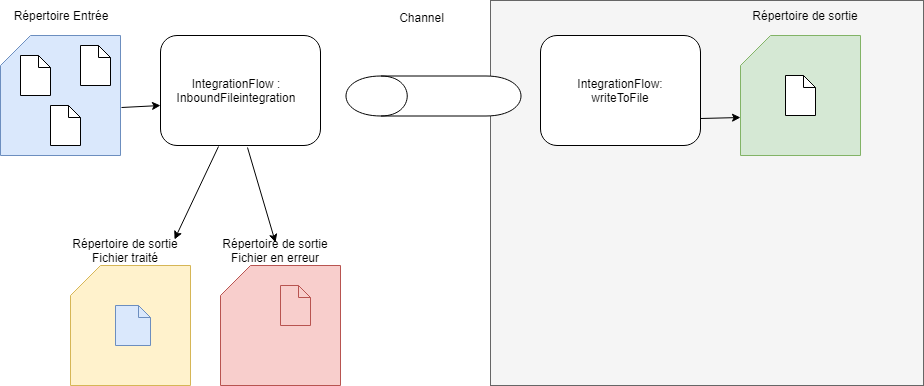 Répertoire Entrée
Channel
Répertoire de sortie
IntegrationFlow :
InboundFileintegration
IntegrationFlow:
writeToFile
Répertoire de sortie
Fichier traité
Répertoire de sortie
Fichier en erreur